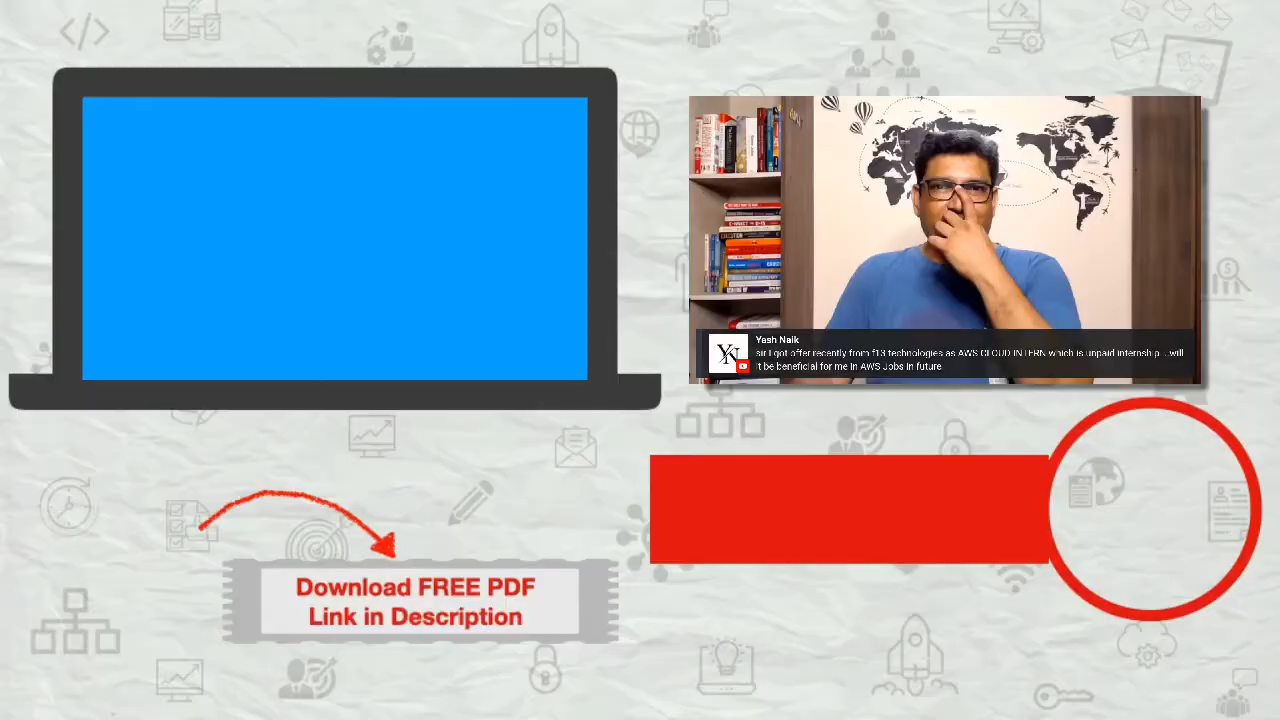 Yash Naik
sir I got offer recently from f13 technologies as AWS CLOUD INTERN which is unpaid internship ...will
it be beneficial for me in AWS Jobs in future
Download FREE PDF
Link in Description